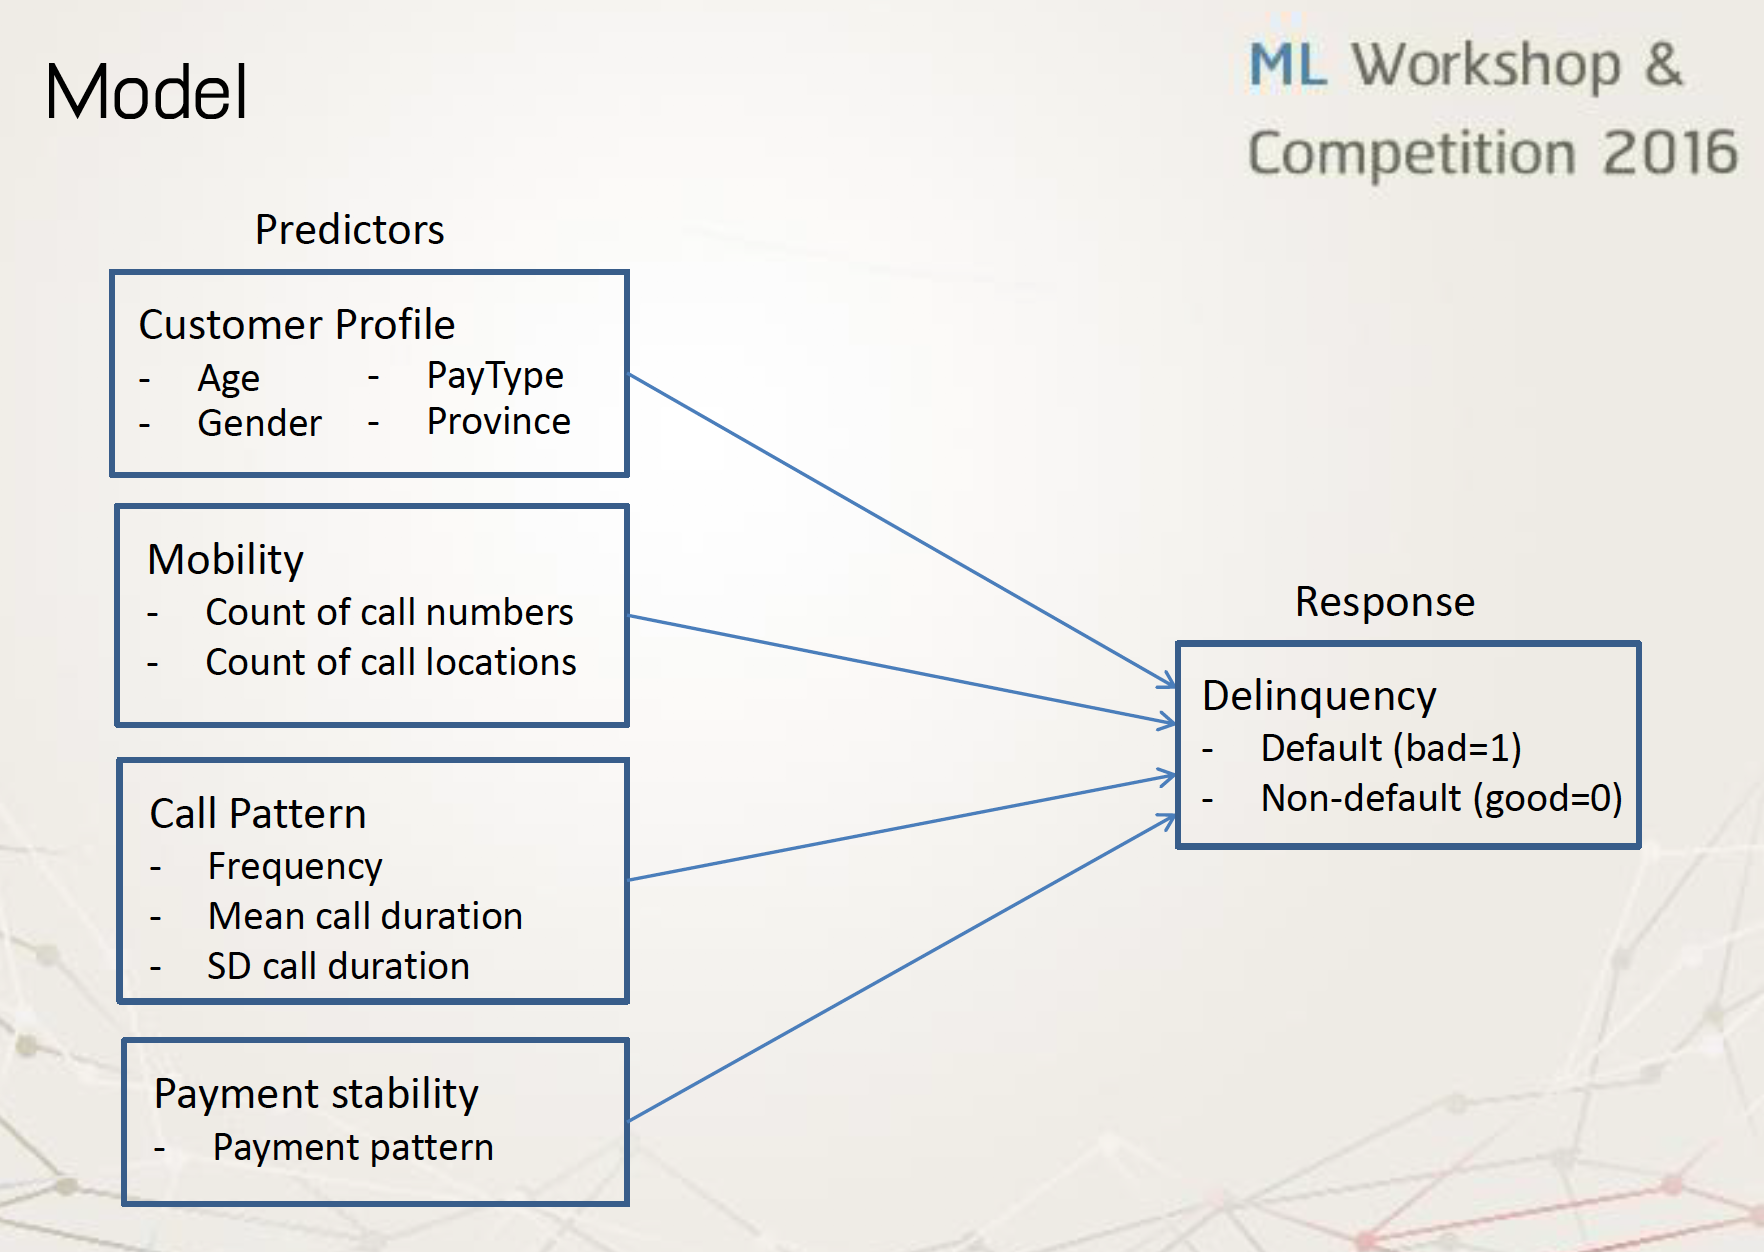 Model
ML Workshop &
Competition 2016
Predictors
Customer Profile
- Age - PayType
- Gender - Province
Mobility
- Count of call numbers
- Count of call locations
Call Pattern
- Frequency
- Mean call duration
- SD call duration
Payment stability
- Payment pattern
Response
Delinquency
- Default (bad=1)
- Non-default (good=0)